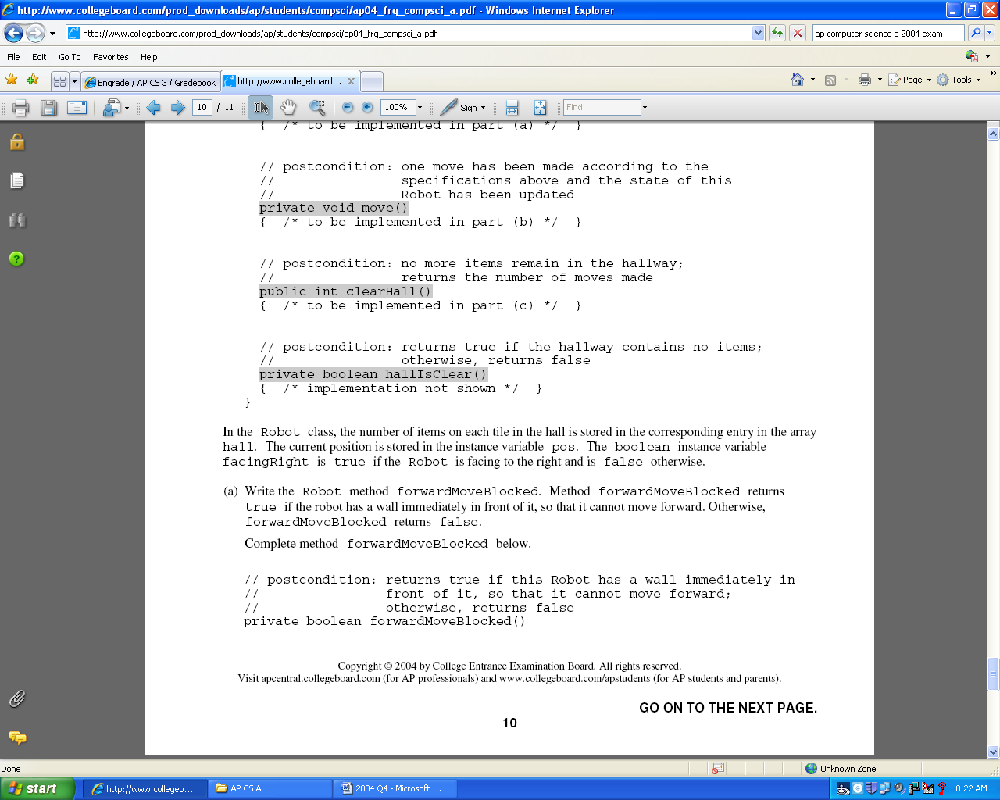 http://www.collegeboard.com/prod_downloads/ap/students/compsci/ap04_frq_compsci_a.pdf - Windows Internet Explorer
http://www.collegeboard.com/prod_downloads/ap/students/compsci/ap04_frq_compsci_a.pdf
ap computer science a 2004 exam
File Edit Go To Favorites Help
Engrade / AP CS 3 / Gradebook
http://www.collegeboard...
Page Tools
10 / 11
100%
Sign
Find
{ /* to be implemented in part (a) */ }
// postcondition: one move has been made according to the
// specifications above and the state of this
// Robot has been updated
private void move()
{ /* to be implemented in part (b) */ }
// postcondition: no more items remain in the hallway;
// returns the number of moves made
public int clearHall()
{ /* to be implemented in part (c) */ }
// postcondition: returns true if the hallway contains no items;
// otherwise, returns false
private boolean hallIsClear()
{ /* implementation not shown */ }
}
In the Robot class, the number of items on each tile in the hall is stored in the corresponding entry in the array
hall. The current position is stored in the instance variable pos. The boolean instance variable
facingRight is true if the Robot is facing to the right and is false otherwise.
(a) Write the Robot method forwardMoveBlocked. Method forwardMoveBlocked returns
true if the robot has a wall immediately in front of it, so that it cannot move forward. Otherwise,
forwardMoveBlocked returns false.
Complete method forwardMoveBlocked below.
// postcondition: returns true if this Robot has a wall immediately in
// front of it, so that it cannot move forward;
// otherwise, returns false
private boolean forwardMoveBlocked()
Copyright © 2004 by College Entrance Examination Board. All rights reserved.
Visit apcentral.collegeboard.com (for AP professionals) and www.collegeboard.com/apstudents (for AP students and parents).
GO ON TO THE NEXT PAGE.
10
Done
Unknown Zone
start
http://www.collegeb...
AP CS A
2004 Q4 - Microsoft ...
8:22 AM